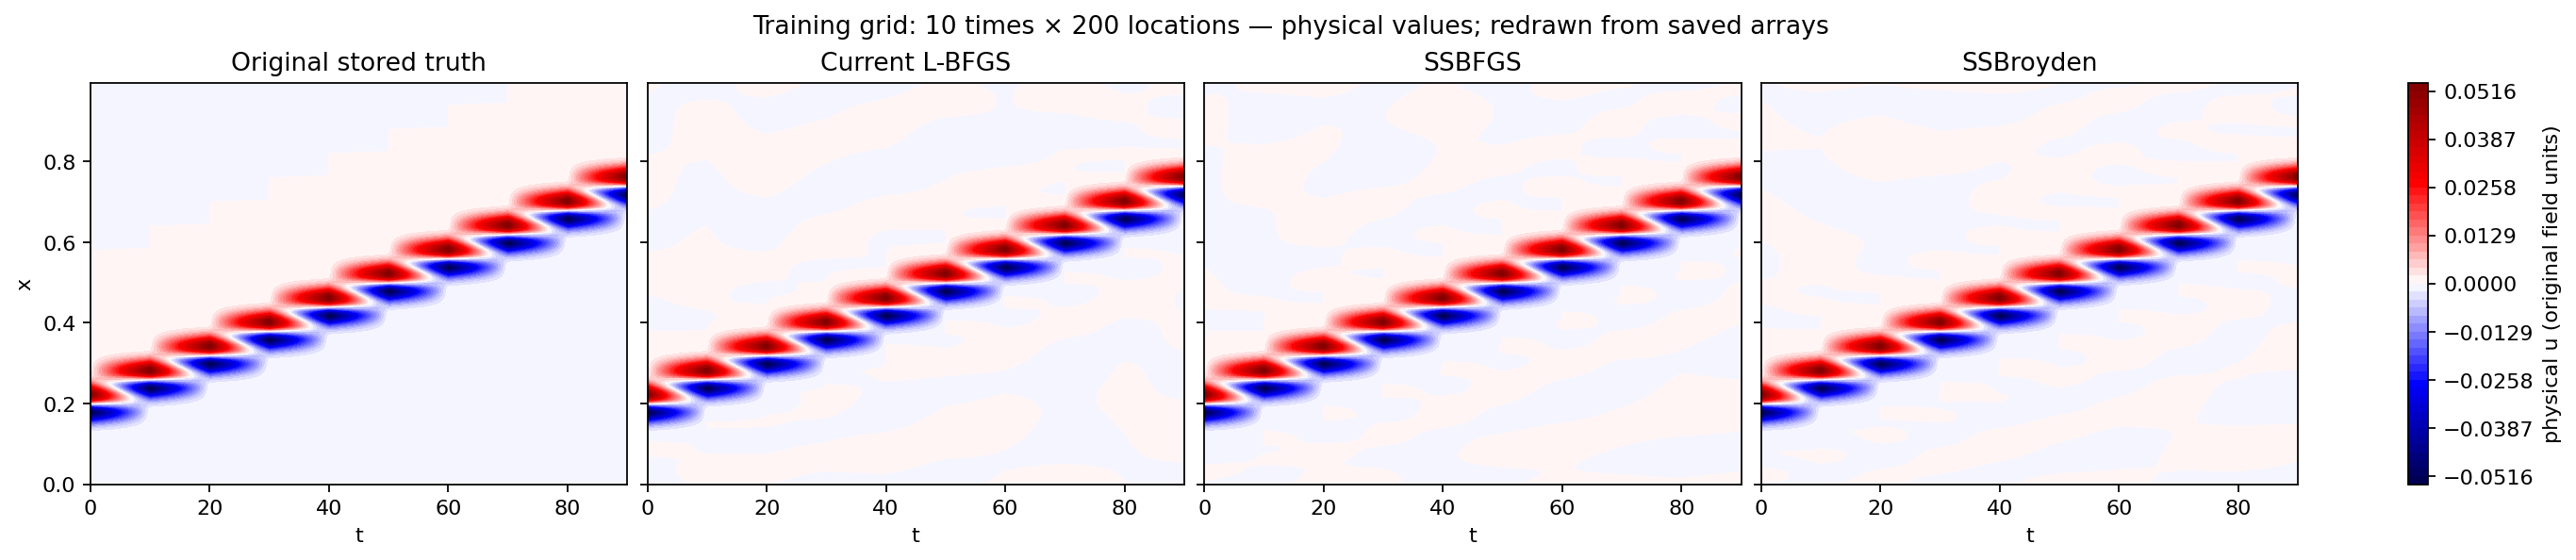 Training grid: 10 times × 200 locations — physical values; redrawn from saved arrays
Original stored truth
Current L-BFGS
SSBFGS
SSBroyden
x
0.8
0.6
0.4
0.2
0.0
0 20 40 60 80
t
0 20 40 60 80
t
0 20 40 60 80
t
0 20 40 60 80
t
0.0516
0.0387
0.0258
0.0129
0.0000
−0.0129
−0.0258
−0.0387
−0.0516
physical u (original field units)